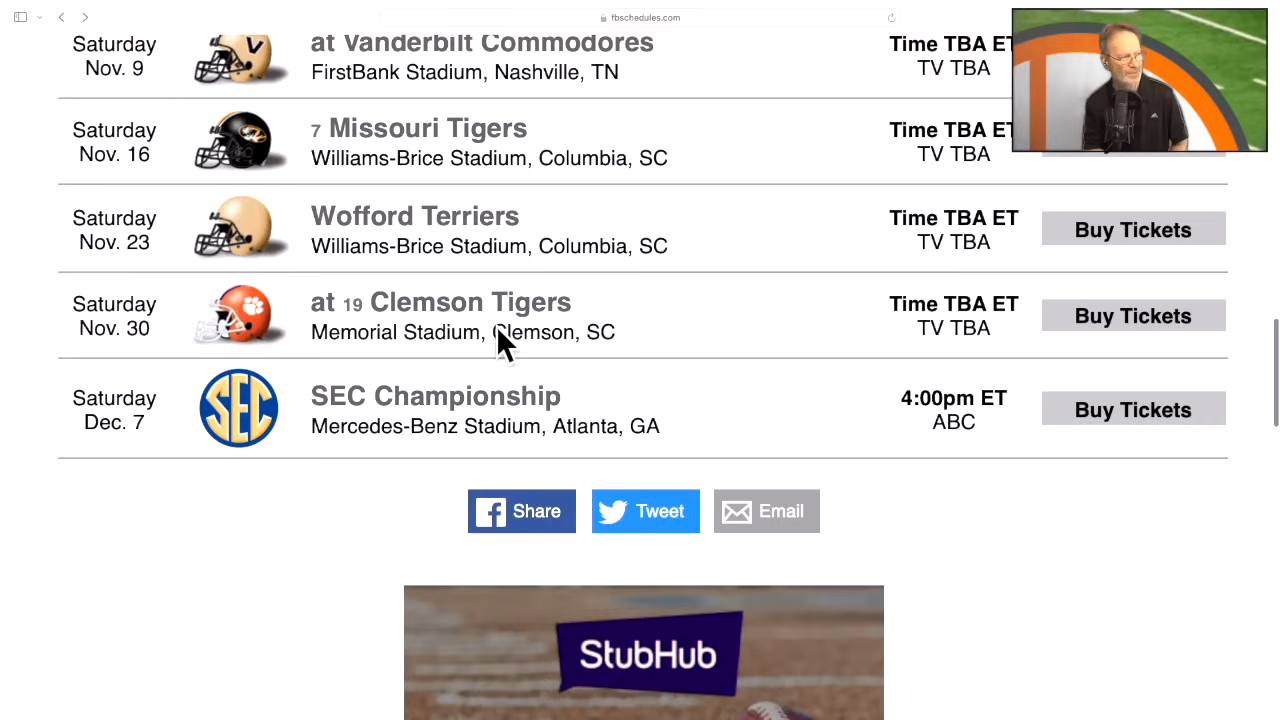 fbschedules.com
Saturday
Nov. 9
at Vanderbilt Commodores
FirstBank Stadium, Nashville, TN
Time TBA ET
TV TBA
Saturday
Nov. 16
7 Missouri Tigers
Williams-Brice Stadium, Columbia, SC
Time TBA ET
TV TBA
Saturday
Nov. 23
Wofford Terriers
Williams-Brice Stadium, Columbia, SC
Time TBA ET
TV TBA
Buy Tickets
Saturday
Nov. 30
at 19 Clemson Tigers
Memorial Stadium, Clemson, SC
Time TBA ET
TV TBA
Buy Tickets
Saturday
Dec. 7
SEC
SEC Championship
Mercedes-Benz Stadium, Atlanta, GA
4:00pm ET
ABC
Buy Tickets
Share
Tweet
Email
StubHub